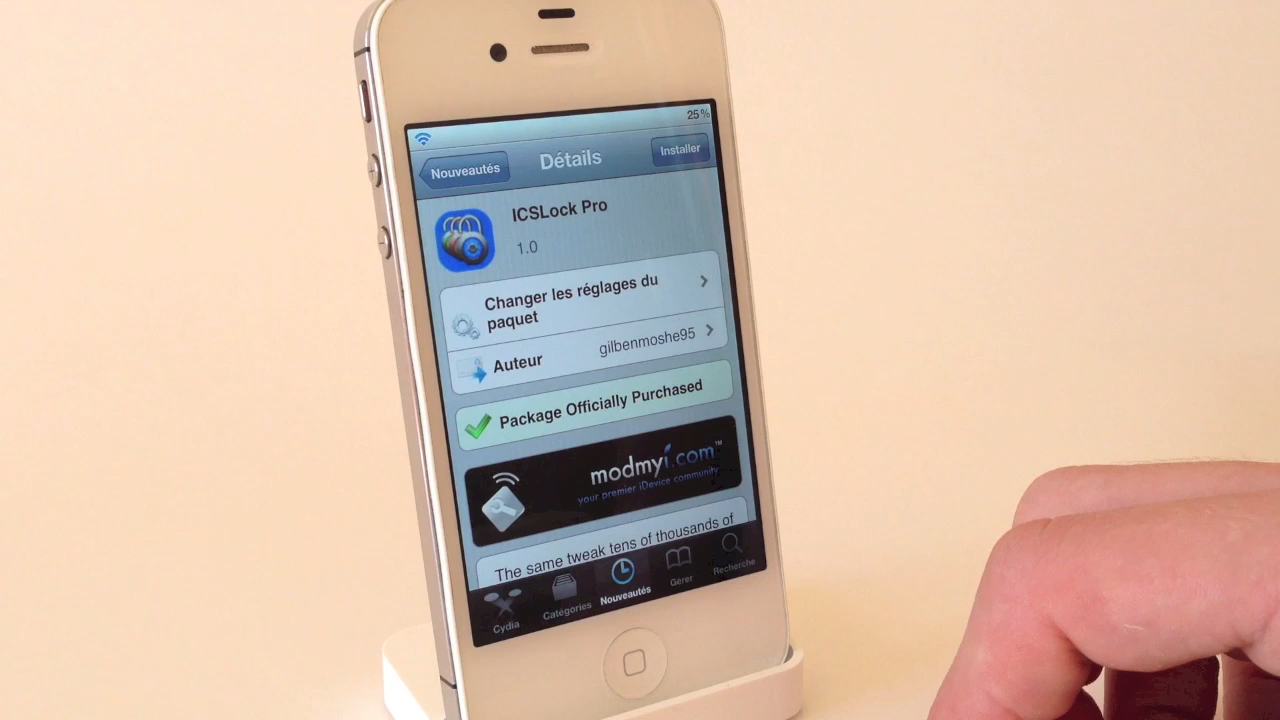 25%
Nouveautés
Détails
Installer
ICSLock Pro
1.0
Changer les réglages du
paquet
Auteur
gilbenmoshe95
Package Officially Purchased
modmyi.com™
your premier iDevice community
The same tweak tens of thousands of
Cydia
Catégories
Nouveautés
Gérer
Recherche